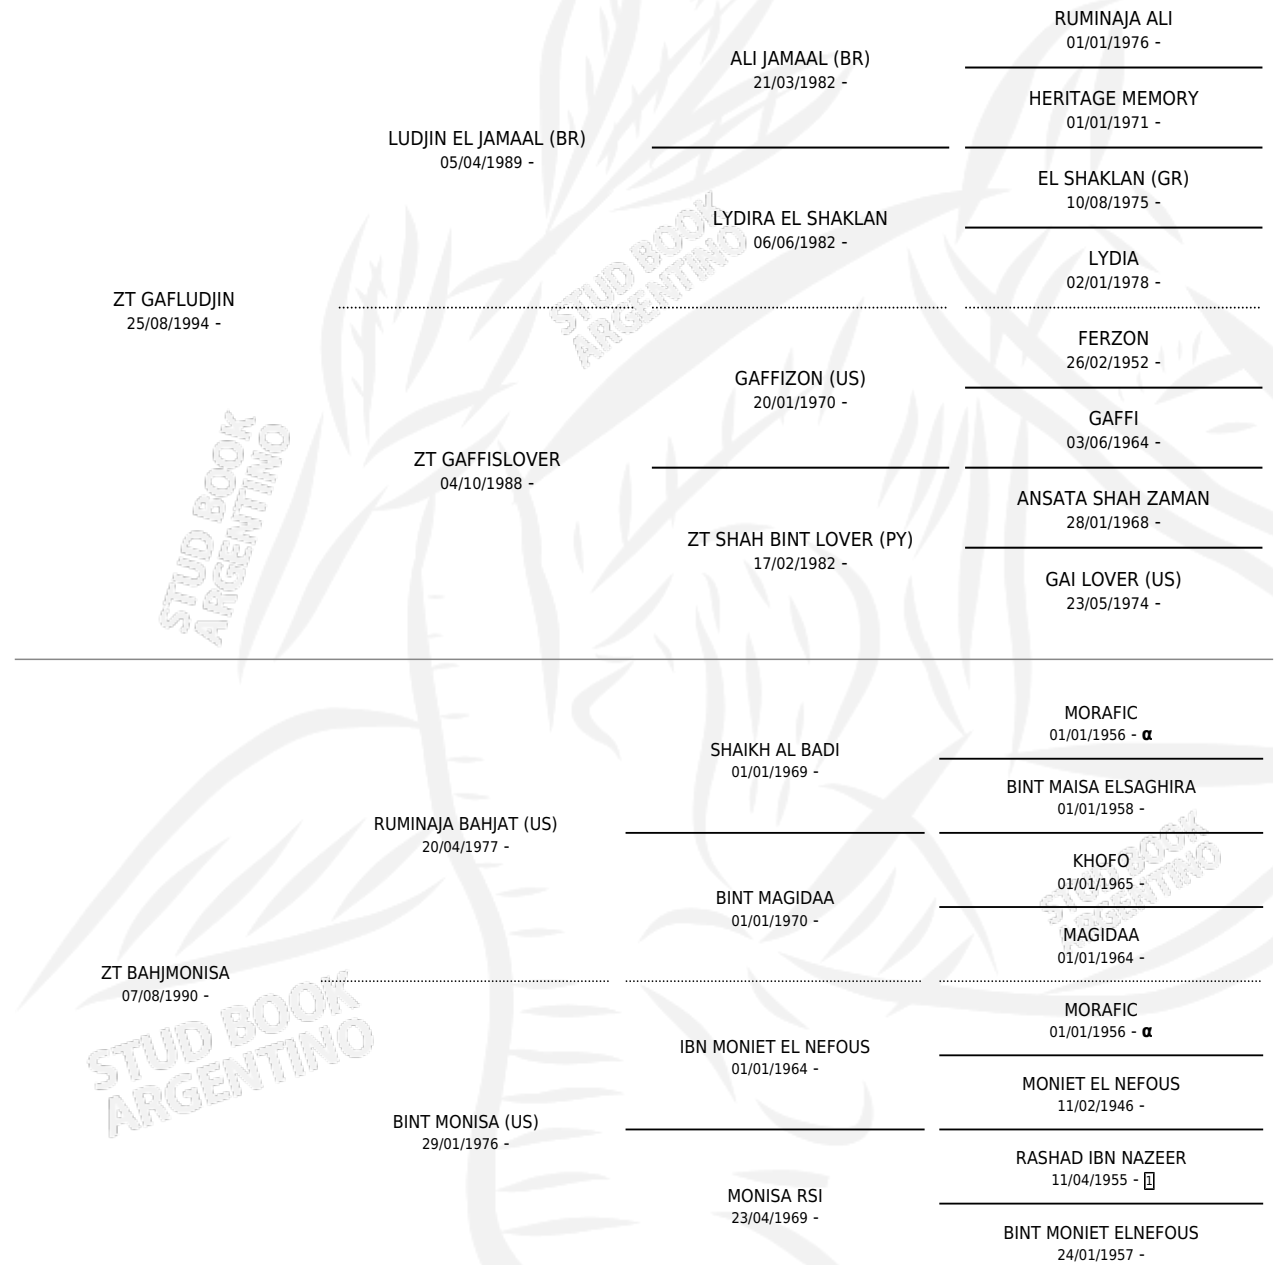 RUMINAJA ALI
01/01/1976 -
ALI JAMAAL (BR)
21/03/1982 -
HERITAGE MEMORY
01/01/1971 -
LUDJIN EL JAMAAL (BR)
05/04/1989 -
EL SHAKLAN (GR)
10/08/1975 -
LYDIRA EL SHAKLAN
06/06/1982 -
LYDIA
02/01/1978 -
ZT GAFLUDJIN
25/08/1994 -
FERZON
26/02/1952 -
GAFFIZON (US)
20/01/1970 -
GAFFI
03/06/1964 -
ZT GAFFISLOVER
04/10/1988 -
ANSATA SHAH ZAMAN
28/01/1968 -
ZT SHAH BINT LOVER (PY)
17/02/1982 -
GAI LOVER (US)
23/05/1974 -
STUD BOOK
ARGENTINO
STUD BOOK
ARGENTINO
MORAFIC
01/01/1956 - α
SHAIKH AL BADI
01/01/1969 -
BINT MAISA ELSAGHIRA
01/01/1958 -
RUMINAJA BAHJAT (US)
20/04/1977 -
KHOFO
01/01/1965 -
BINT MAGIDAA
01/01/1970 -
MAGIDAA
01/01/1964 -
ZT BAHJMONISA
07/08/1990 -
MORAFIC
01/01/1956 - α
IBN MONIET EL NEFOUS
01/01/1964 -
MONIET EL NEFOUS
11/02/1946 -
BINT MONISA (US)
29/01/1976 -
RASHAD IBN NAZEER
11/04/1955 - 1
MONISA RSI
23/04/1969 -
BINT MONIET ELNEFOUS
24/01/1957 -
STUD BOOK
ARGENTINO
STUD BOOK
ARGENTINO